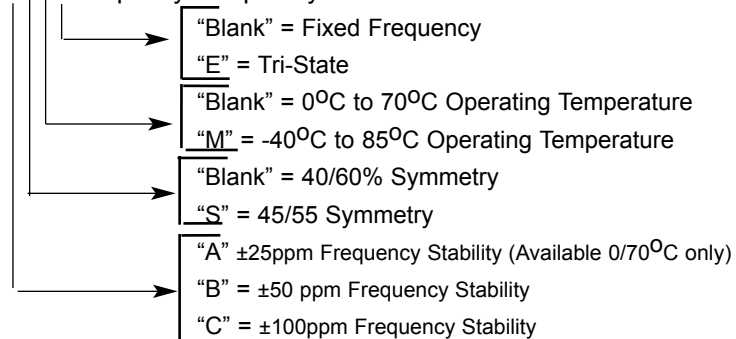 “Blank” = Fixed Frequency
“E” = Tri-State
“Blank” = 0ºC to 70ºC Operating Temperature
“M” = -40ºC to 85ºC Operating Temperature
“Blank” = 40/60% Symmetry
“S” = 45/55 Symmetry
“A” ±25ppm Frequency Stability (Available 0/70ºC only)
“B” = ±50 ppm Frequency Stability
“C” = ±100ppm Frequency Stability